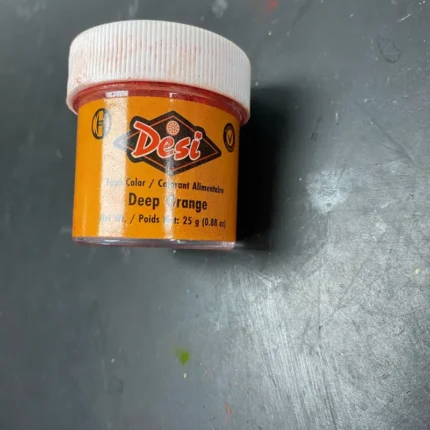 Desi
Food Color / Colorant Alimentaire
Deep Orange
Net Wt. / Poids Net: 25 g (0.88 oz)